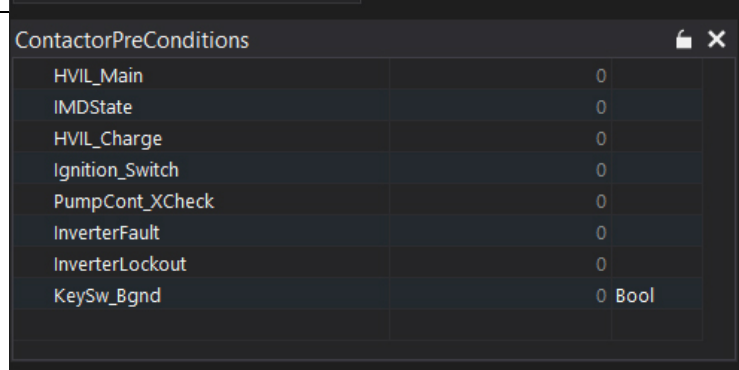 ContactorPreConditions
HVIL_Main 0
IMDState 0
HVIL_Charge 0
Ignition_Switch 0
PumpCont_XCheck 0
InverterFault 0
InverterLockout 0
KeySw_Bgnd 0 Bool